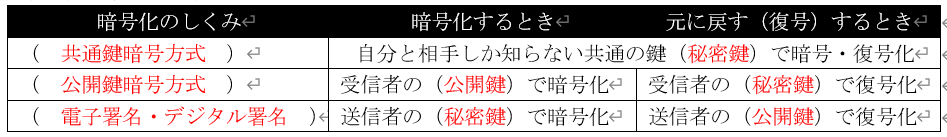 暗号化のしくみ 暗号化するとき 元に戻す（復号）するとき
（　共通鍵暗号方式　） 自分と相手しか知らない共通の鍵（秘密鍵）で暗号・復号化
（　公開鍵暗号方式　） 受信者の（公開鍵）で暗号化 受信者の（秘密鍵）で復号化
（　電子署名・デジタル署名　） 送信者の（秘密鍵）で暗号化 送信者の（公開鍵）で復号化